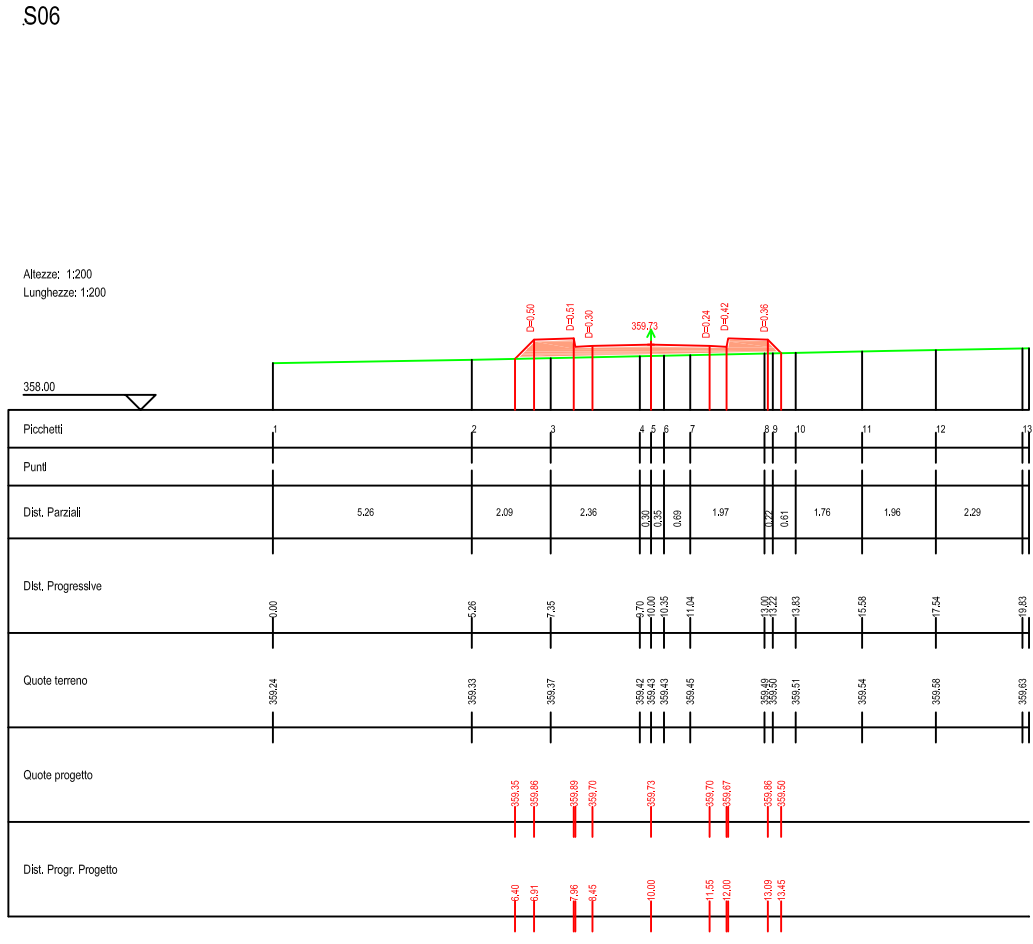 S06
Altezze: 1:200
Lunghezze: 1:200
D=0.50 D=0.51 D=0.30 359.73 D=0.24 D=0.42 D=0.36
358.00
Picchetti 1 2 3 4 5 6 7 8 9 10 11 12 13
Punti
Dist. Parziali 5.26 2.09 2.36 0.30 0.35 0.69 1.97 0.22 0.61 1.76 1.96 2.29
Dist. Progressive 0.00 5.26 7.35 9.70 10.00 10.35 11.04 13.00 13.22 13.83 15.58 17.54 19.83
Quote terreno 359.24 359.33 359.37 359.42 359.43 359.43 359.45 359.49 359.50 359.51 359.54 359.58 359.63
Quote progetto 359.35 359.86 359.89 359.70 359.73 359.70 359.67 359.86 359.50
Dist. Progr. Progetto 6.40 6.91 7.96 8.45 10.00 11.55 12.00 13.09 13.45